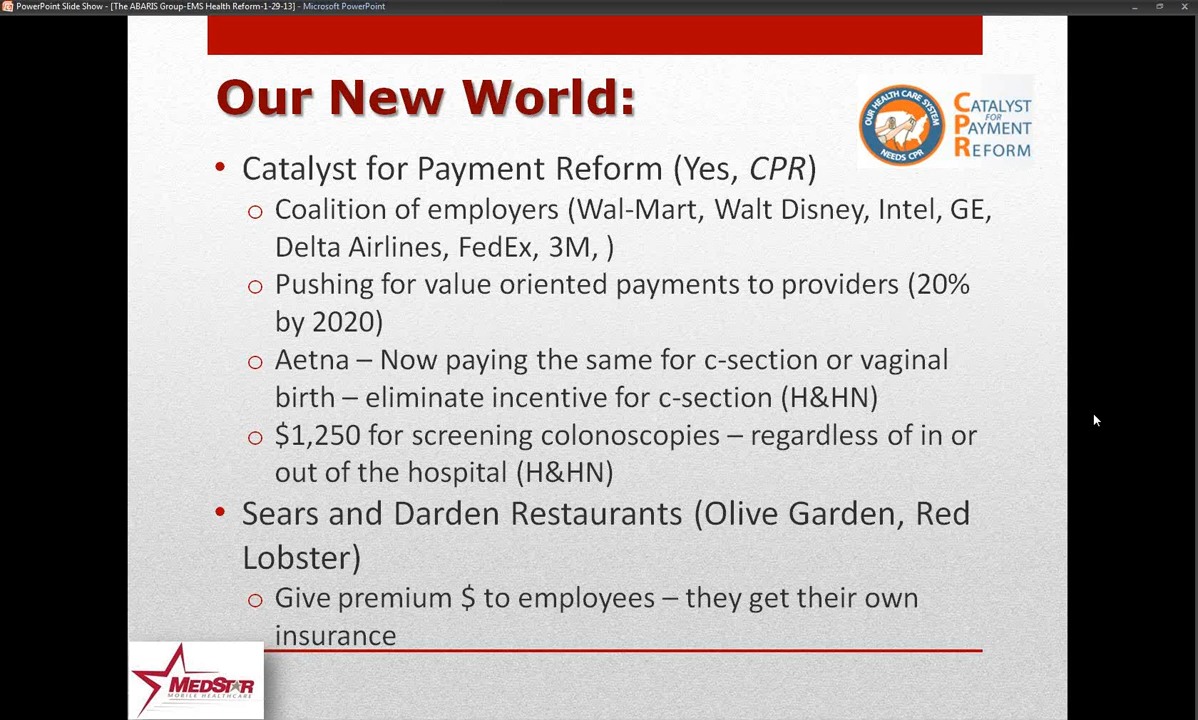 PowerPoint Slide Show - [The ABARIS Group-EMS Health Reform-1-29-13] - Microsoft PowerPoint
Our New World:
OUR HEALTH CARE SYSTEM
NEEDS CPR
CATALYST
FOR
PAYMENT
REFORM
• Catalyst for Payment Reform (Yes, CPR)
o Coalition of employers (Wal-Mart, Walt Disney, Intel, GE,
Delta Airlines, FedEx, 3M, )
o Pushing for value oriented payments to providers (20%
by 2020)
o Aetna – Now paying the same for c-section or vaginal
birth – eliminate incentive for c-section (H&HN)
o $1,250 for screening colonoscopies – regardless of in or
out of the hospital (H&HN)
• Sears and Darden Restaurants (Olive Garden, Red
Lobster)
o Give premium $ to employees – they get their own
insurance
MEDSTAR
MOBILE HEALTHCARE